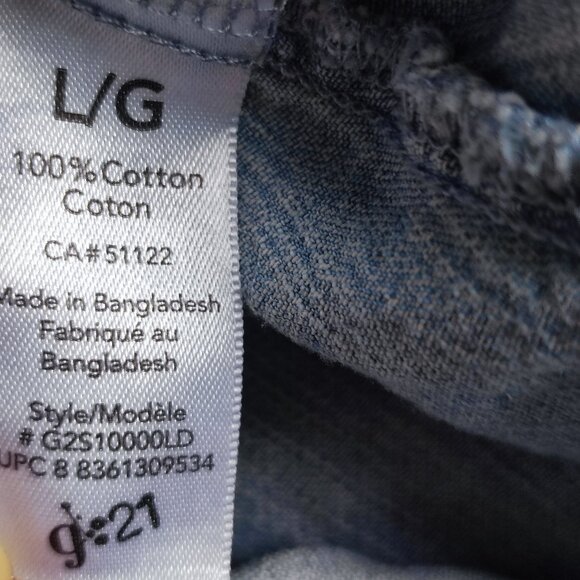 L/G
100% Cotton
Coton
CA#51122
Made in Bangladesh
Fabriqué au
Bangladesh
Style/Modèle
# G2S10000LD
UPC 8 8361309534
g:21